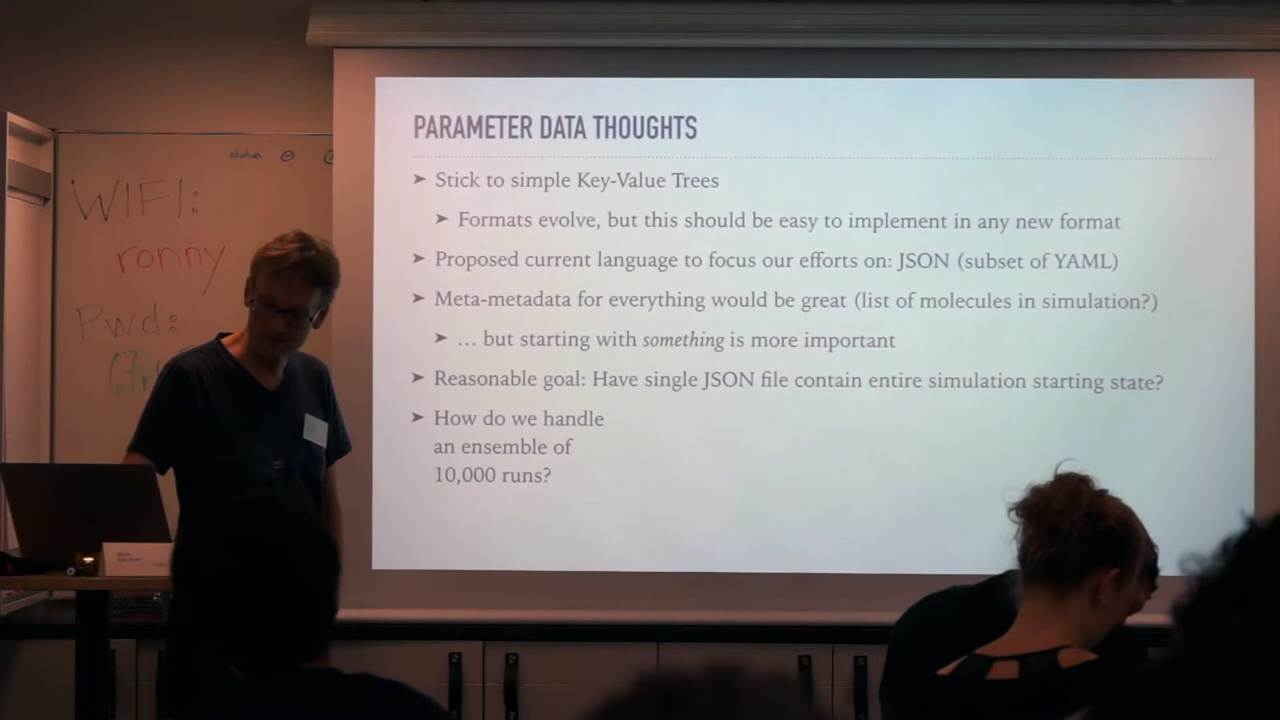 PARAMETER DATA THOUGHTS
➤ Stick to simple Key-Value Trees
➤ Formats evolve, but this should be easy to implement in any new format
➤ Proposed current language to focus our efforts on: JSON (subset of YAML)
➤ Meta-metadata for everything would be great (list of molecules in simulation?)
➤ … but starting with something is more important
➤ Reasonable goal: Have single JSON file contain entire simulation starting state?
➤ How do we handle
an ensemble of
10,000 runs?
WIFI:
ronny
Pwd: